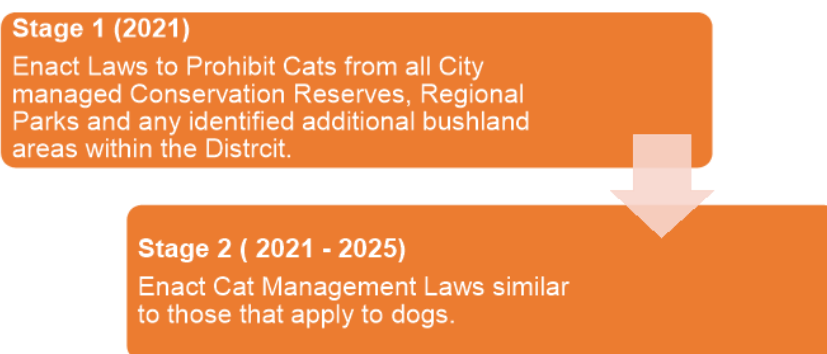 Stage 1 (2021)
Enact Laws to Prohibit Cats from all City
managed Conservation Reserves, Regional
Parks and any identified additional bushland
areas within the Distrcit.
Stage 2 ( 2021 - 2025)
Enact Cat Management Laws similar
to those that apply to dogs.